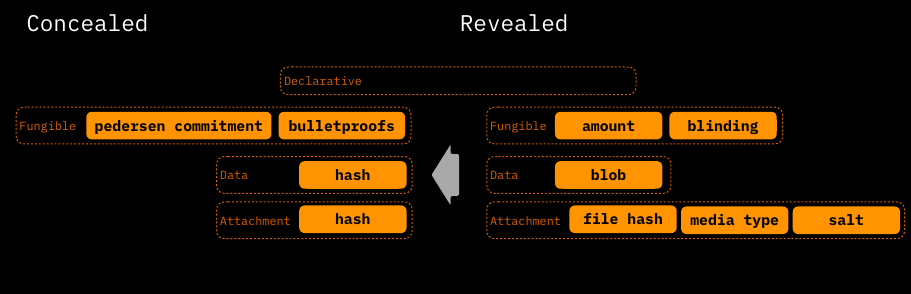 Concealed Revealed
Declarative
Fungible pedersen commitment bulletproofs Fungible amount blinding
Data hash Data blob
Attachment hash Attachment file hash media type salt